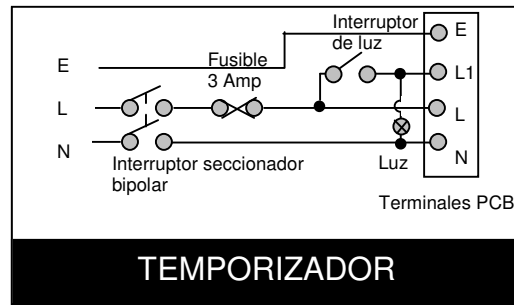 Interruptor
de luz
E
E
Fusible
3 Amp
L1
L
L
N
N
Interruptor seccionador
bipolar
Luz
Terminales PCB
TEMPORIZADOR